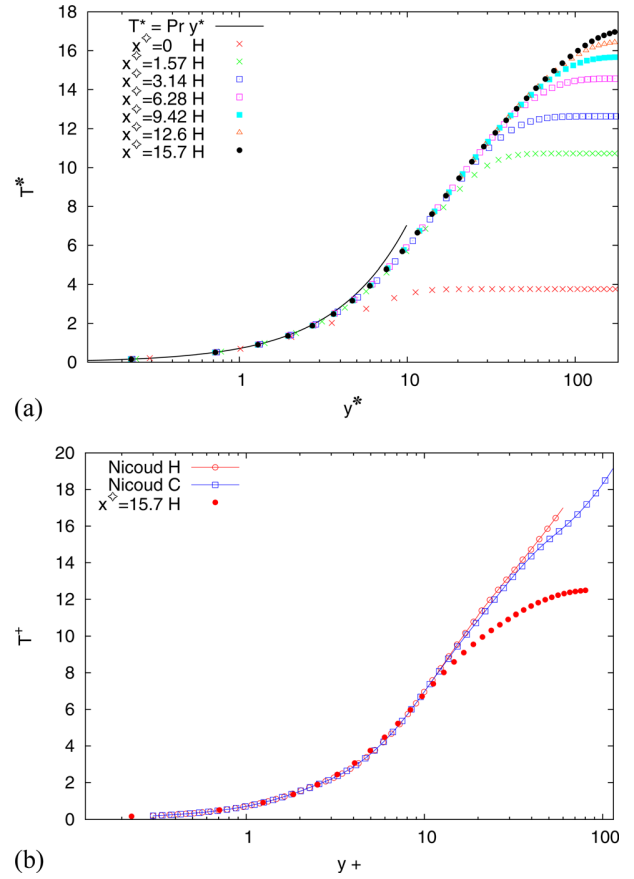 18
16
14
12
10
8
6
4
2
0
T*
T* = Pr y*
x✧=0 H
x✧=1.57 H
x✧=3.14 H
x✧=6.28 H
x✧=9.42 H
x✧=12.6 H
x✧=15.7 H
1 10 100
(a) y*
20
18
16
14
12
10
8
6
4
2
0
T+
Nicoud H
Nicoud C
x✧=15.7 H
1 10 100
(b) y +